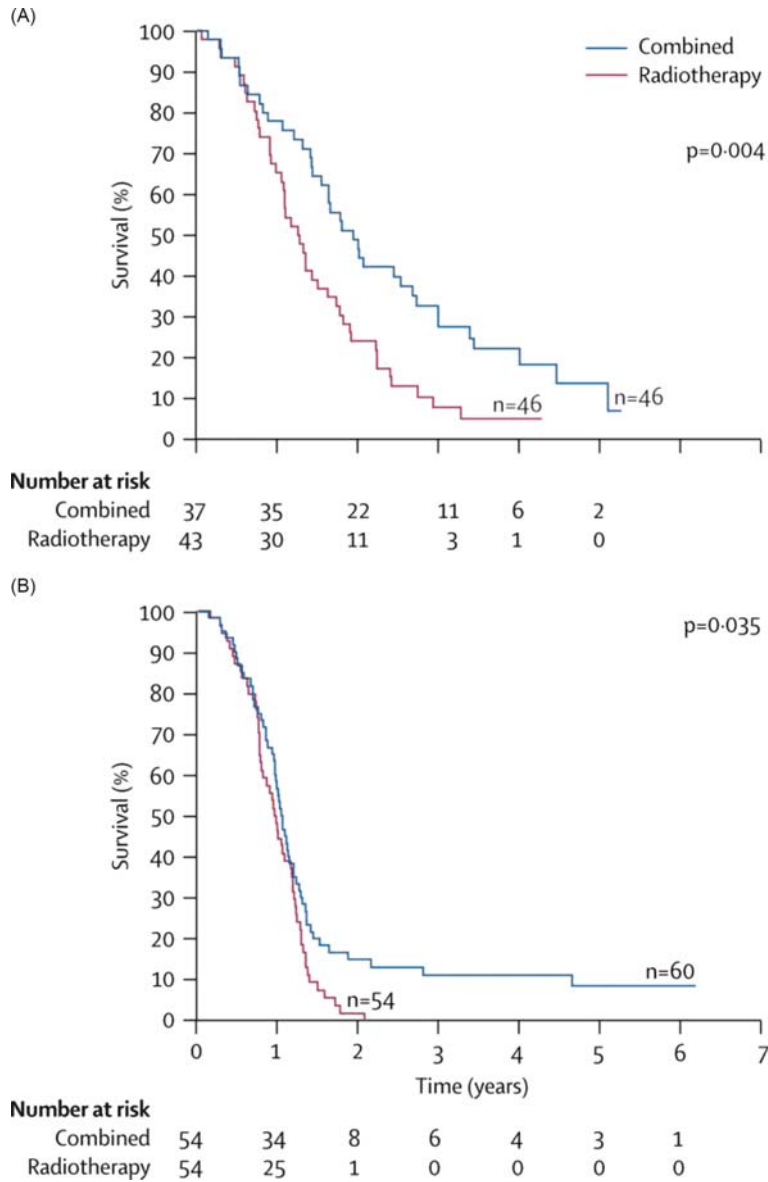 (A)
100
90
80
70
60
50
40
30
20
10
0
Survival (%)
Combined
Radiotherapy
p=0·004
n=46
n=46
Number at risk
Combined 37 35 22 11 6 2
Radiotherapy 43 30 11 3 1 0
(B)
100
90
80
70
60
50
40
30
20
10
0
Survival (%)
p=0·035
n=60
n=54
0 1 2 3 4 5 6 7
Time (years)
Number at risk
Combined 54 34 8 6 4 3 1
Radiotherapy 54 25 1 0 0 0 0